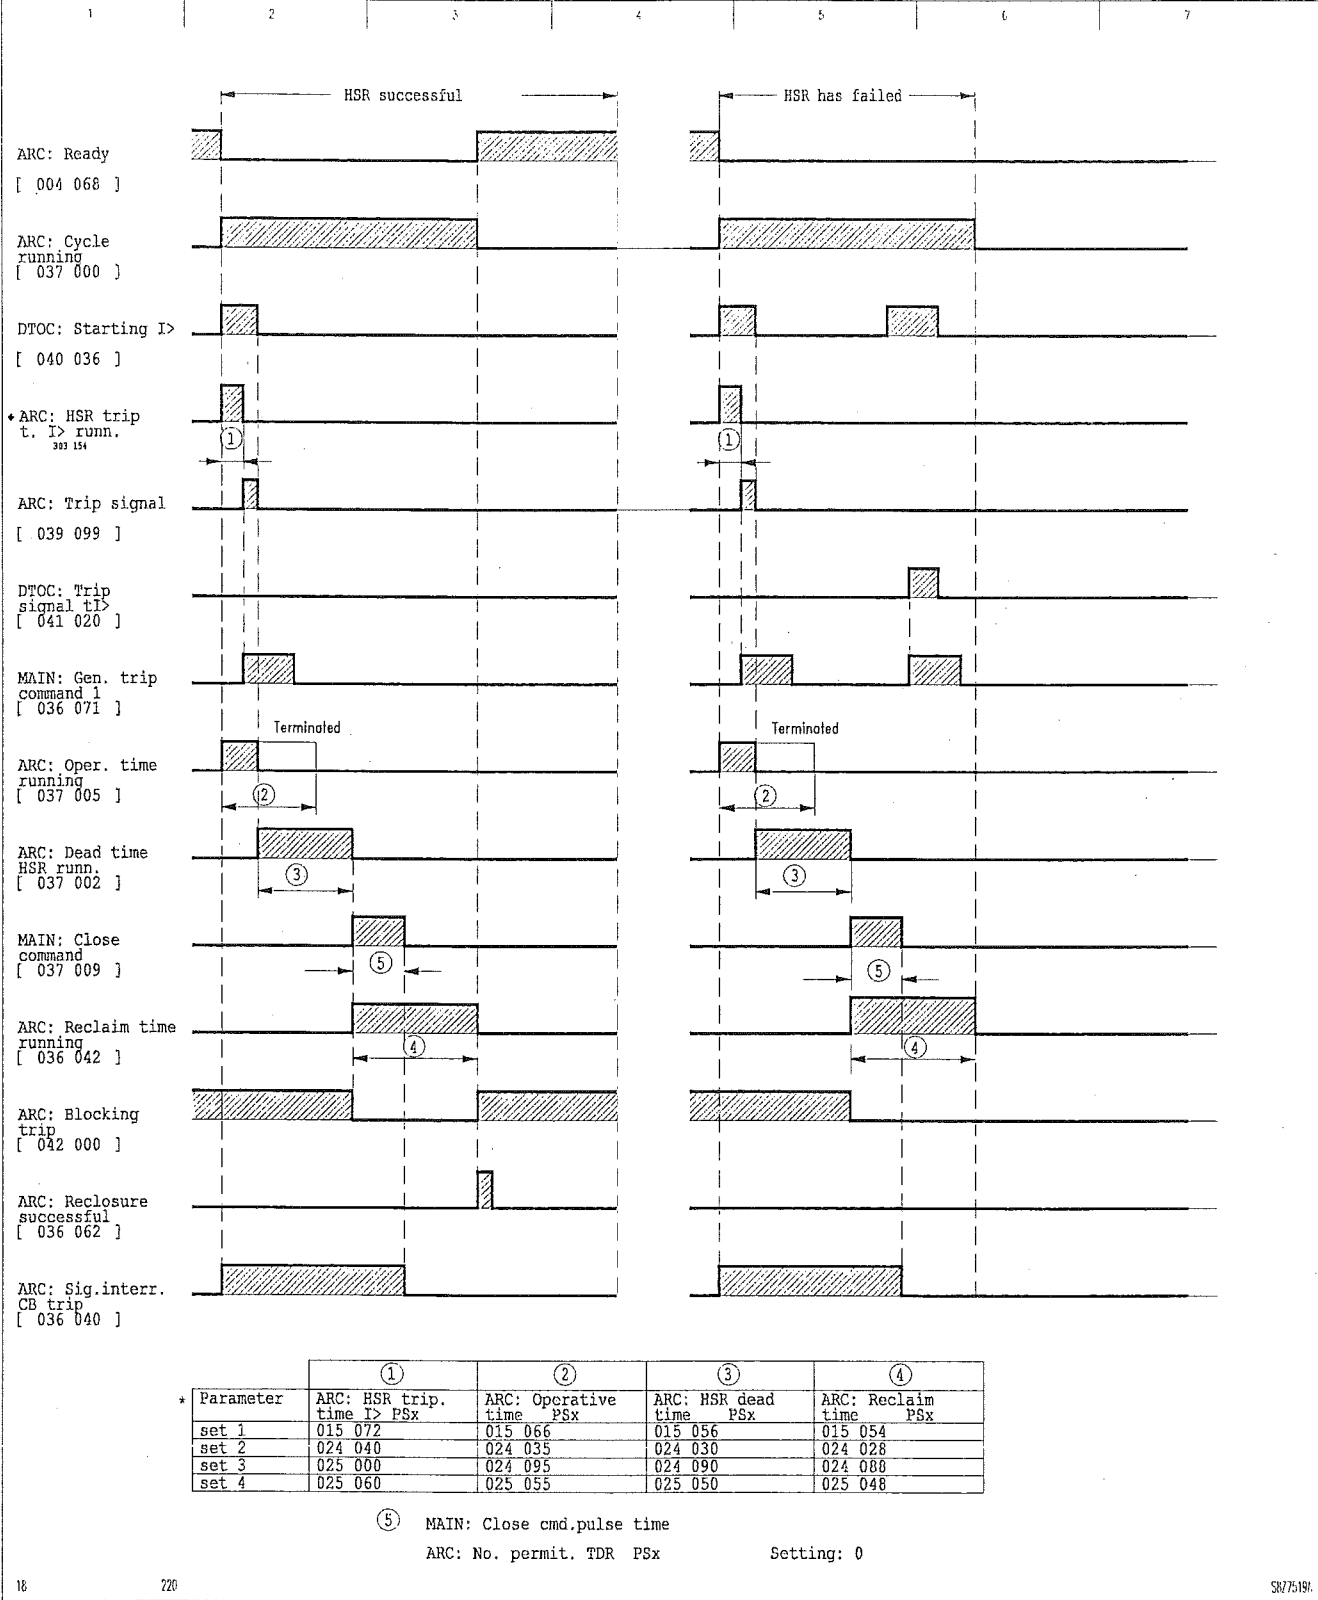 1 2 3 4 5 6 7
HSR successful HSR has failed
ARC: Ready
[ 004 068 ]
ARC: Cycle
running
[ 037 000 ]
DTOC: Starting I>
[ 040 036 ]
* ARC: HSR trip
t. I> runn.
303 154
1 1
ARC: Trip signal
[ 039 099 ]
DTOC: Trip
signal tI>
[ 041 020 ]
MAIN: Gen. trip
command 1
[ 036 071 ]
Terminated Terminated
ARC: Oper. time
running
[ 037 005 ]
2 2
ARC: Dead time
HSR runn.
[ 037 002 ]
3 3
MAIN: Close
command
[ 037 009 ]
5 5
ARC: Reclaim time
running
[ 036 042 ]
4 4
ARC: Blocking
trip
[ 042 000 ]
ARC: Reclosure
successful
[ 036 062 ]
ARC: Sig.interr.
CB trip
[ 036 040 ]
1 2 3 4
* Parameter ARC: HSR trip. ARC: Operative ARC: HSR dead ARC: Reclaim
time I> PSx time PSx time PSx time PSx
set 1 015 072 015 066 015 056 015 054
set 2 024 040 024 035 024 030 024 028
set 3 025 000 024 095 024 090 024 088
set 4 025 060 025 055 025 050 025 048
5 MAIN: Close cmd.pulse time
ARC: No. permit. TDR PSx Setting: 0
18 220